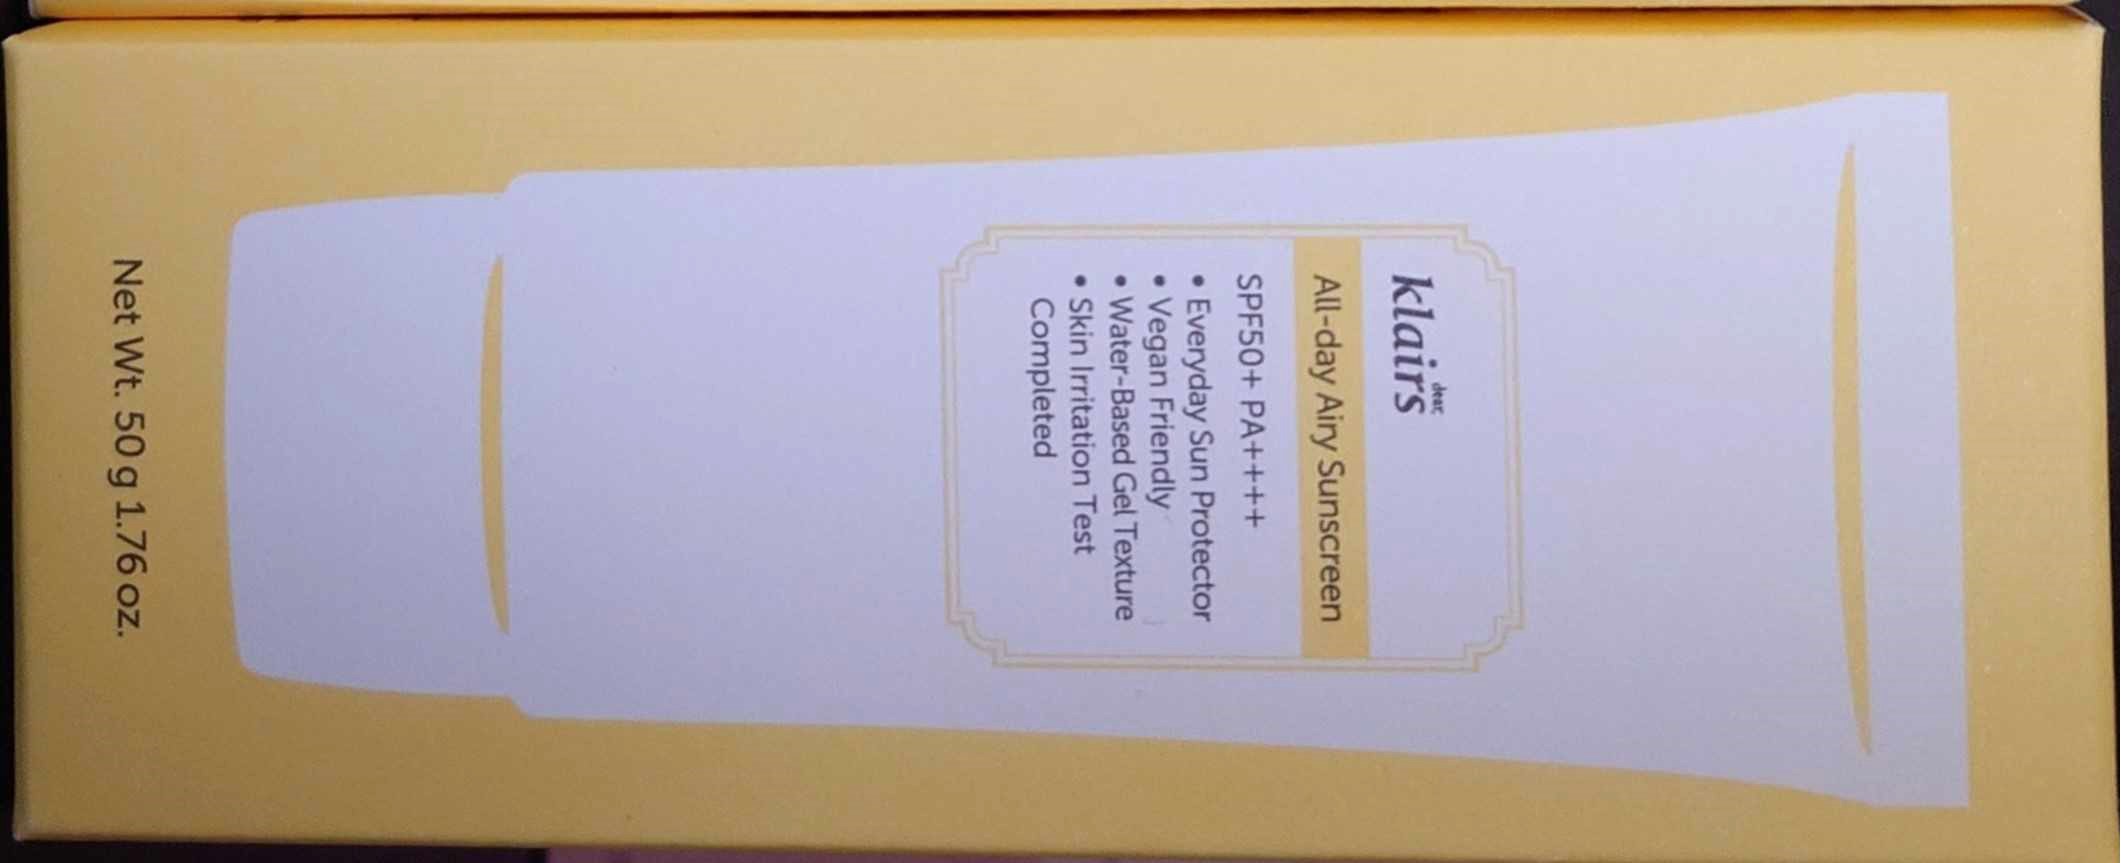 dear,
klairs
All-day Airy Sunscreen
SPF50+ PA++++
• Everyday Sun Protector
• Vegan Friendly
• Water-Based Gel Texture
• Skin Irritation Test
Completed
Net Wt. 50 g 1.76 oz.